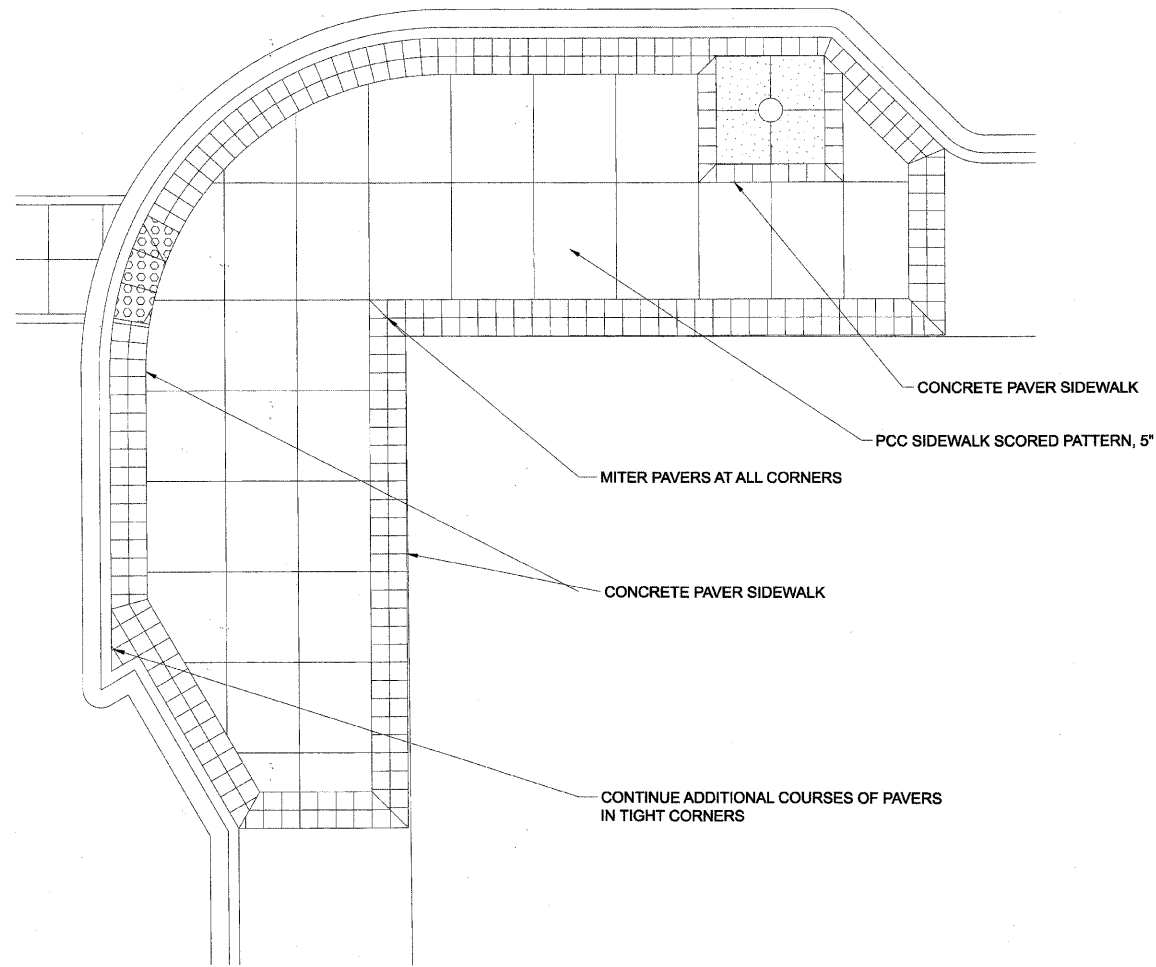 CONCRETE PAVER SIDEWALK
PCC SIDEWALK SCORED PATTERN, 5"
MITER PAVERS AT ALL CORNERS
CONCRETE PAVER SIDEWALK
CONTINUE ADDITIONAL COURSES OF PAVERS
IN TIGHT CORNERS